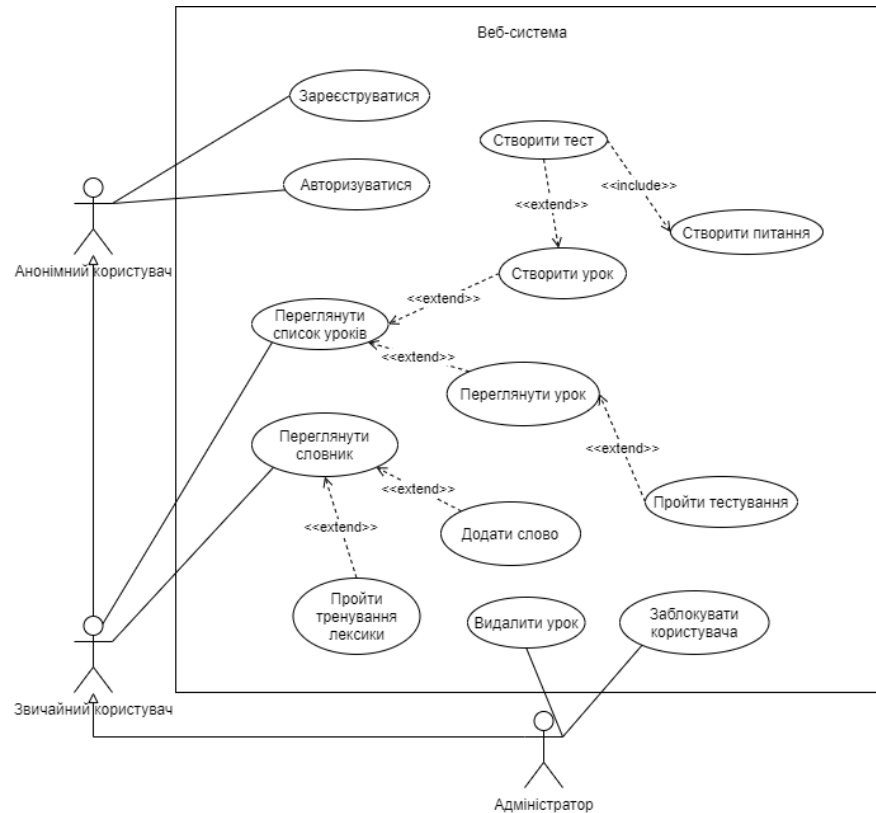 Веб-система
Зареєструватися
Створити тест
Авторизуватися
<<include>>
<<extend>>
Створити питання
Анонімний користувач
Створити урок
<<extend>>
Переглянути
список уроків
<<extend>>
Переглянути урок
Переглянути
словник
<<extend>>
<<extend>>
Пройти тестування
<<extend>>
Додати слово
Пройти
тренування
лексики
Видалити урок
Заблокувати
користувача
Звичайний користувач
Адміністратор